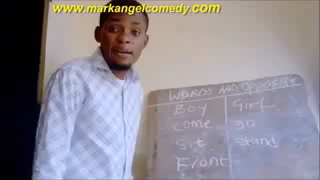 www.markangelcomedy.com
WORDS AND OPPOSITE
Boy Girl
come go
sit stand
Front